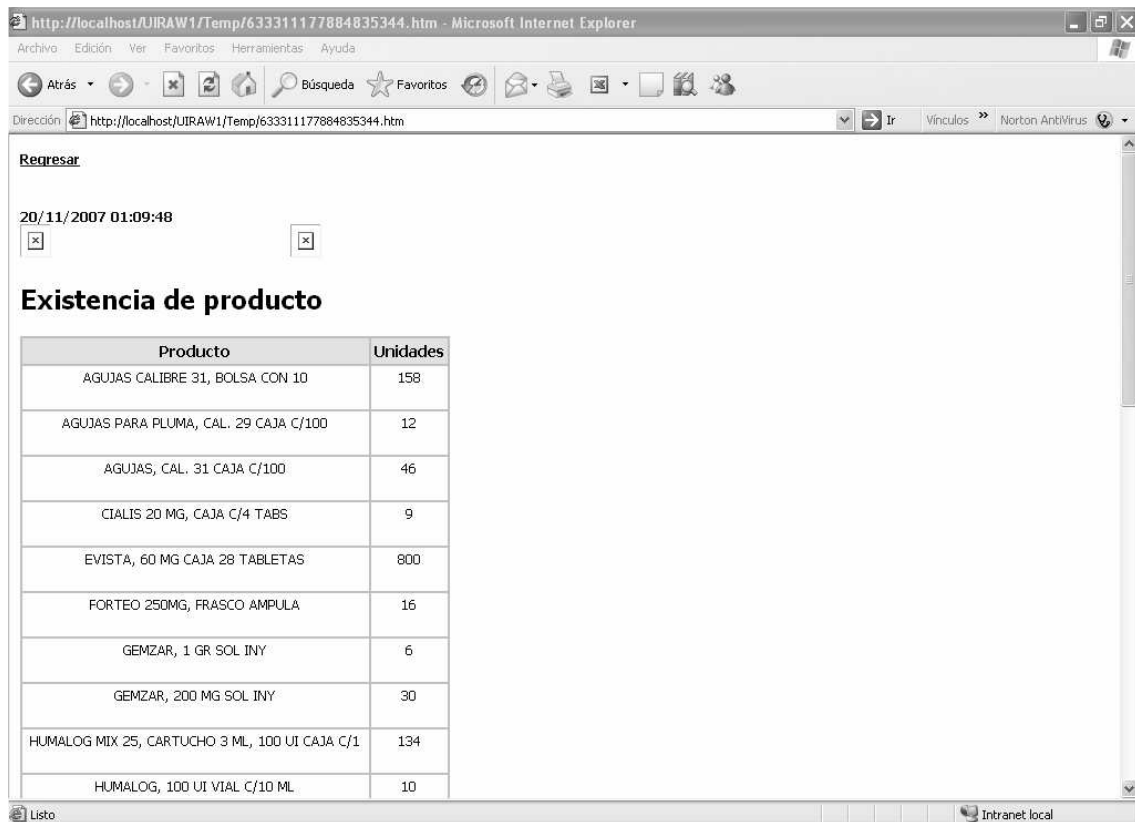 http://localhost/UIRAW1/Temp/633311177884835344.htm - Microsoft Internet Explorer
Archivo Edición Ver Favoritos Herramientas Ayuda
Atrás Búsqueda Favoritos
Dirección http://localhost/UIRAW1/Temp/633311177884835344.htm Ir Vínculos » Norton AntiVirus
Regresar
20/11/2007 01:09:48
Existencia de producto
Producto Unidades
AGUJAS CALIBRE 31, BOLSA CON 10 158
AGUJAS PARA PLUMA, CAL. 29 CAJA C/100 12
AGUJAS, CAL. 31 CAJA C/100 46
CIALIS 20 MG, CAJA C/4 TABS 9
EVISTA, 60 MG CAJA 28 TABLETAS 800
FORTEO 250MG, FRASCO AMPULA 16
GEMZAR, 1 GR SOL INY 6
GEMZAR, 200 MG SOL INY 30
HUMALOG MIX 25, CARTUCHO 3 ML, 100 UI CAJA C/1 134
HUMALOG, 100 UI VIAL C/10 ML 10
Listo Intranet local